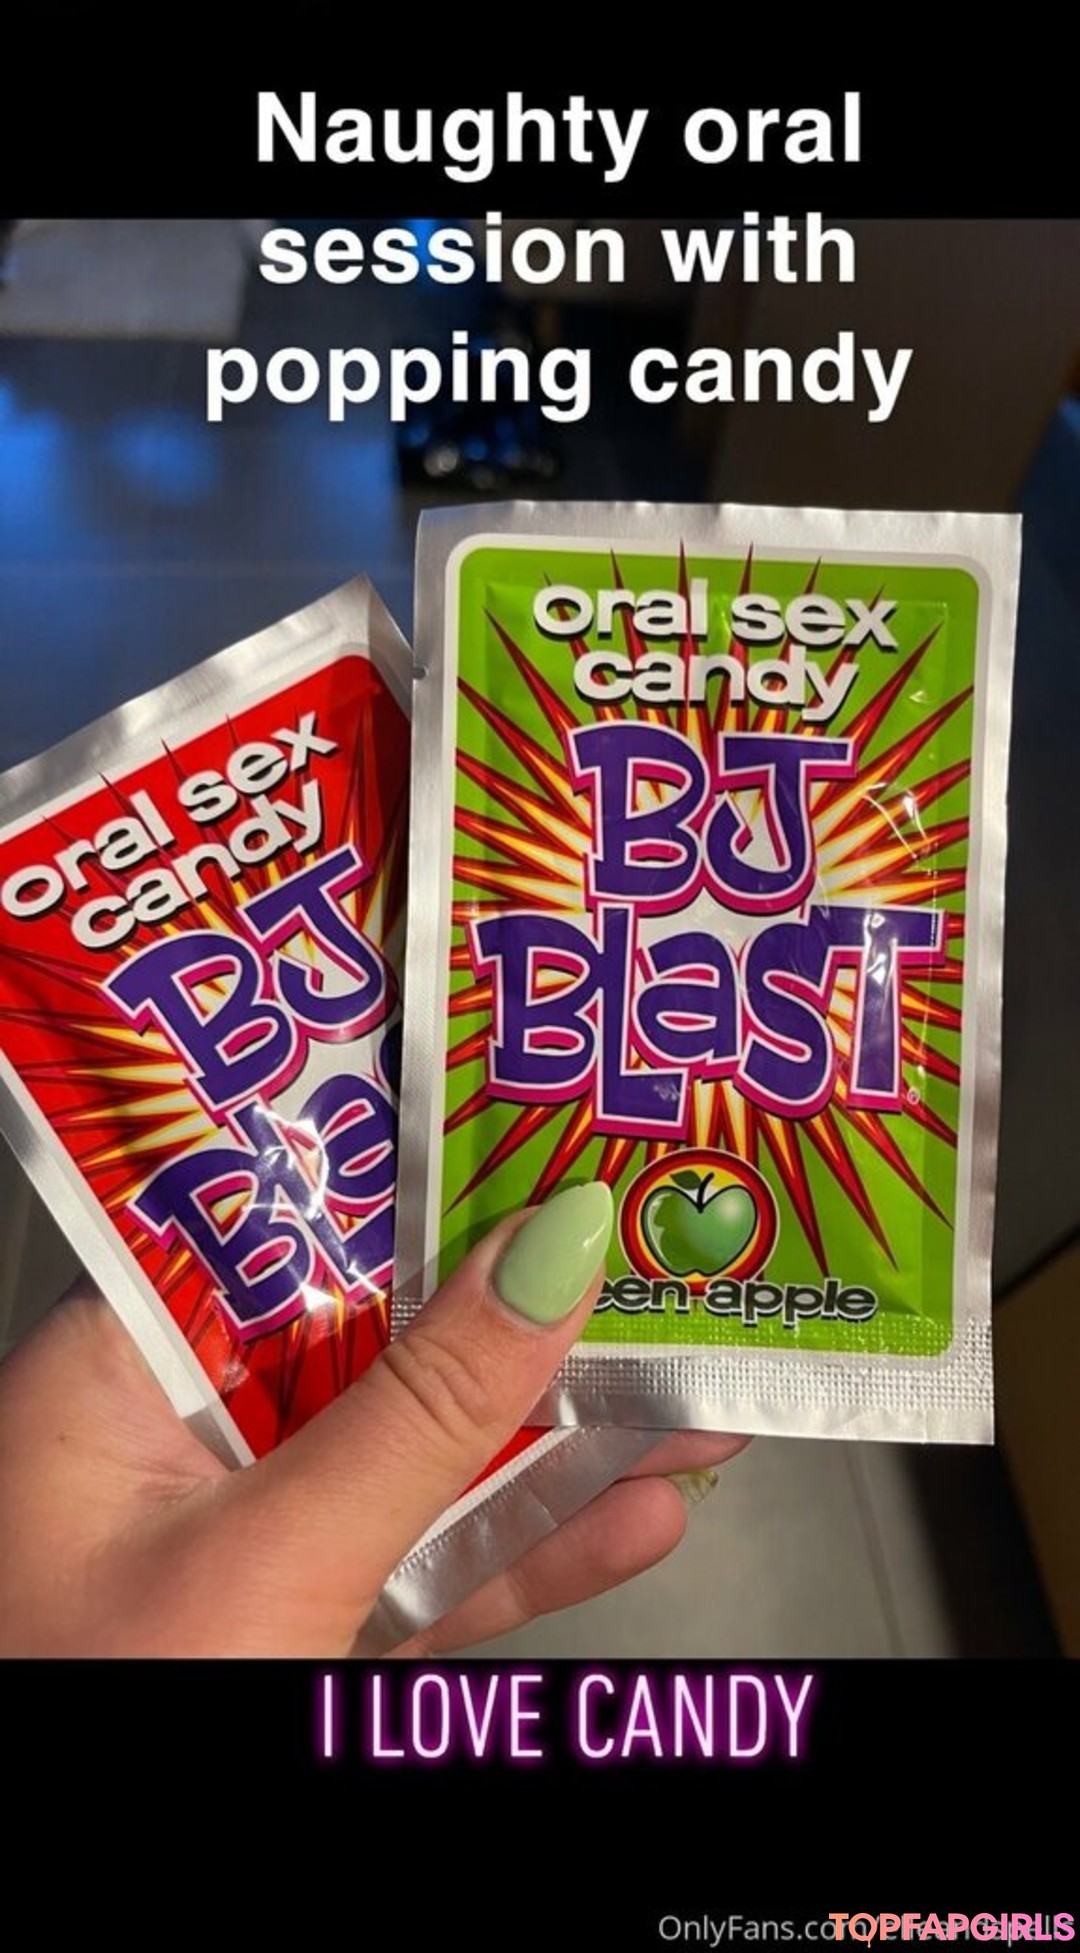 Naughty oral
session with
popping candy
oral sex
candy
BJ
BLaST
een apple
oral sex
candy
BJ
I LOVE CANDY
OnlyFans.com
TOPFAPGIRLS